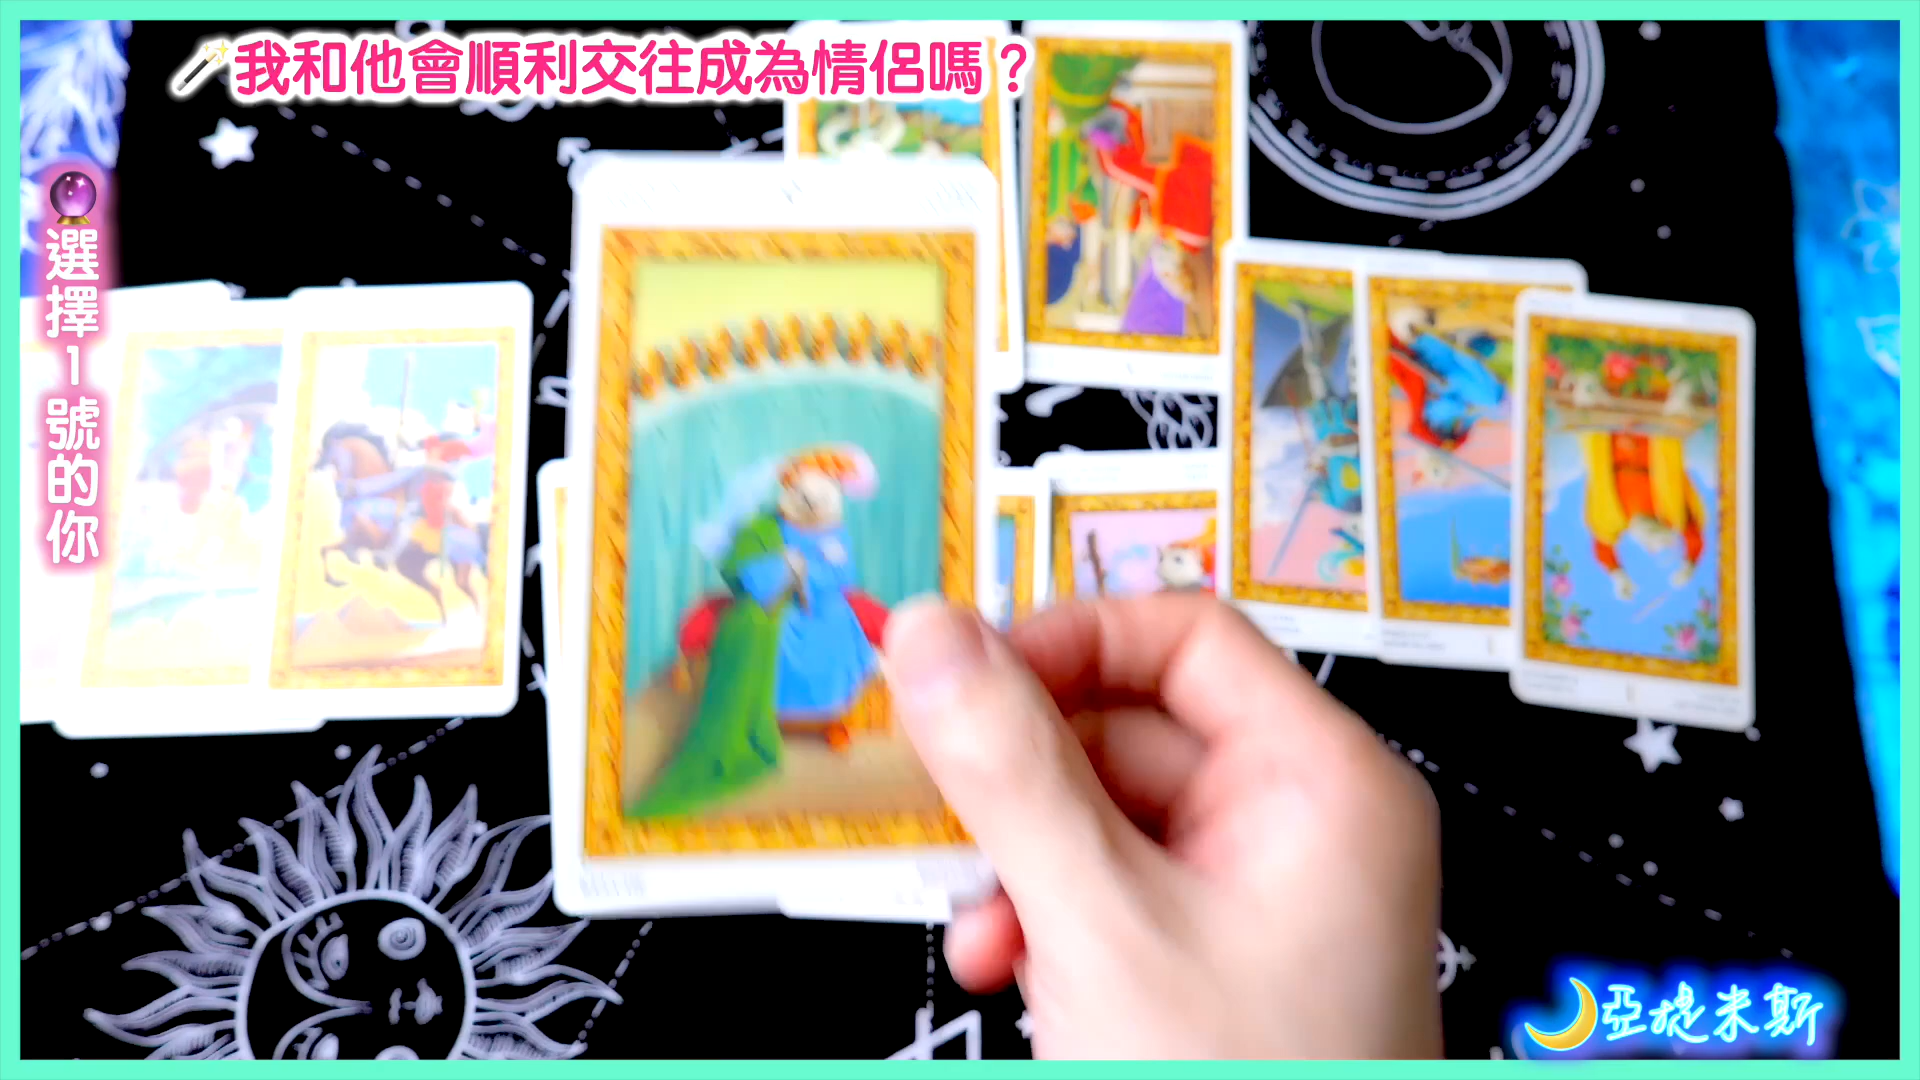 我和他會順利交往成為情侶嗎？
選擇1號的你
亞提米斯